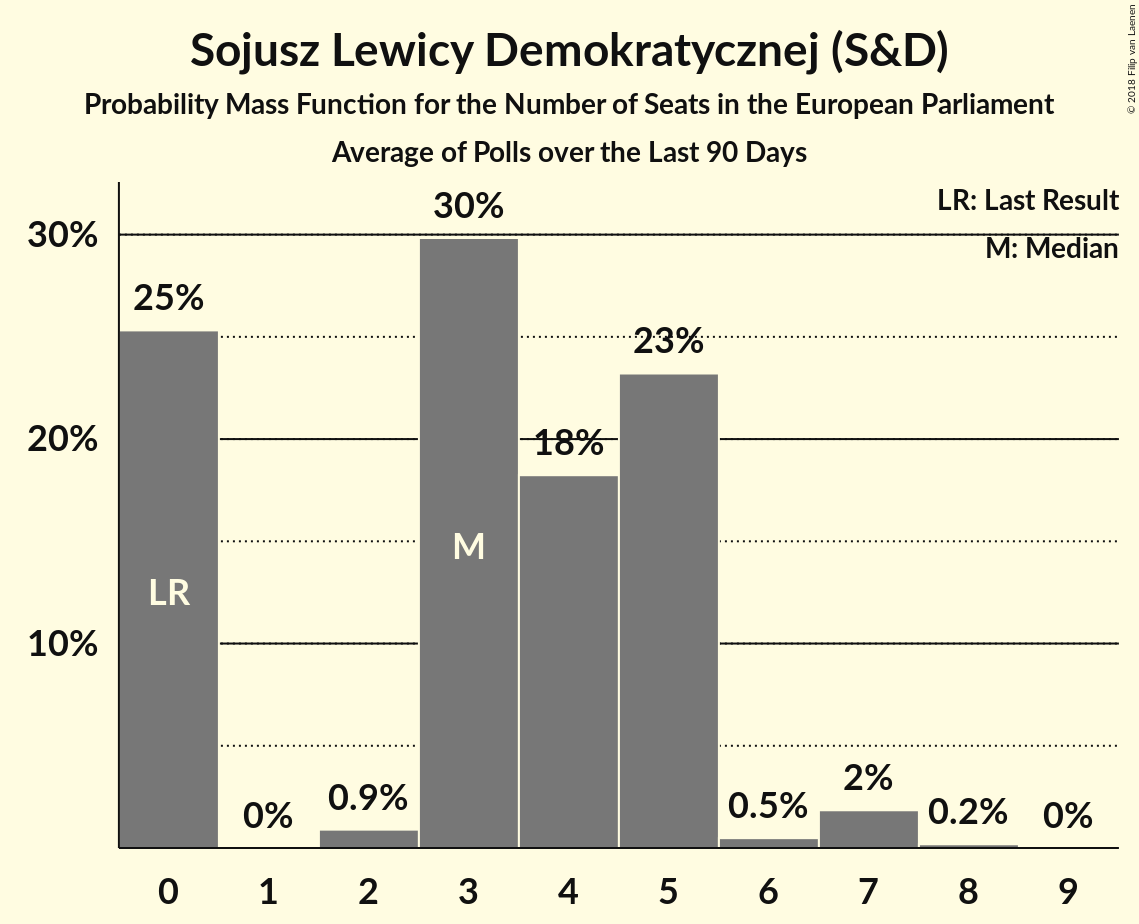 Sojusz Lewicy Demokratycznej (S&D)
Probability Mass Function for the Number of Seats in the European Parliament
Average of Polls over the Last 90 Days
© 2018 Filip van Laenen
LR: Last Result
M: Median
30%
20%
10%
25%
0%
0.9%
30%
18%
23%
0.5%
2%
0.2%
0%
LR
M
0 1 2 3 4 5 6 7 8 9